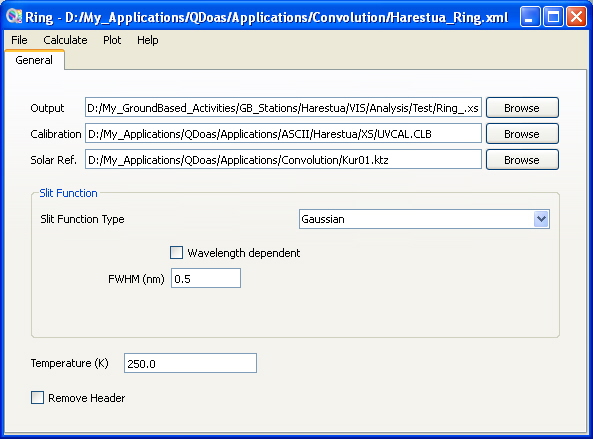 Ring - D:/My_Applications/QDoas/Applications/Convolution/Harestua_Ring.xml
File Calculate Plot Help
General
Output D:/My_GroundBased_Activities/GB_Stations/Harestua/VIS/Analysis/Test/Ring_.xs Browse
Calibration D:/My_Applications/QDoas/Applications/ASCII/Harestua/XS/UVCAL.CLB Browse
Solar Ref. D:/My_Applications/QDoas/Applications/Convolution/Kur01.ktz Browse
Slit Function
Slit Function Type Gaussian
Wavelength dependent
FWHM (nm) 0.5
Temperature (K) 250.0
Remove Header